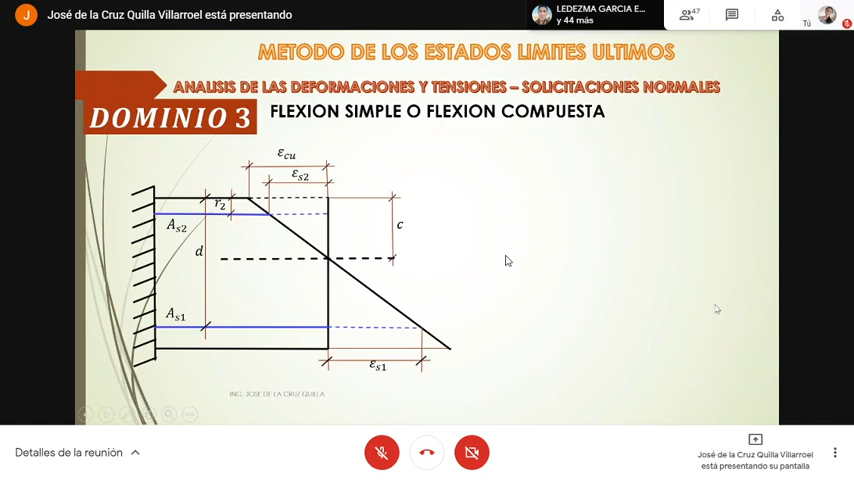 J José de la Cruz Quilla Villarroel está presentando
LEDEZMA GARCIA E...
y 44 más
47
Tú
METODO DE LOS ESTADOS LIMITES ULTIMOS
ANALISIS DE LAS DEFORMACIONES Y TENSIONES – SOLICITACIONES NORMALES
DOMINIO 3
FLEXION SIMPLE O FLEXION COMPUESTA
εcu
εs2
r2
c
As2
d
As1
εs1
ING. JOSE DE LA CRUZ QUILLA
Detalles de la reunión
José de la Cruz Quilla Villarroel
está presentando su pantalla